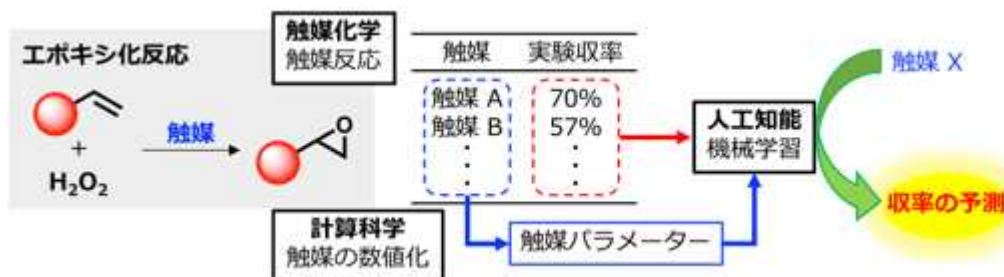 エポキシ化反応
+
H₂O₂
触媒
O
触媒化学
触媒反応
触媒 実験収率
触媒 A 70%
触媒 B 57%
計算科学
触媒の数値化
触媒パラメーター
人工知能
機械学習
触媒 X
収率の予測